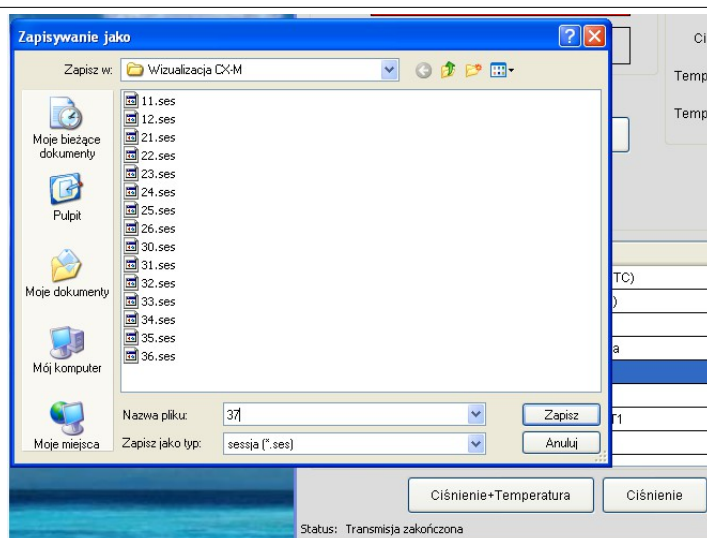 Zapisywanie jako
Zapisz w: Wizualizacja CX-M
11.ses
12.ses
21.ses
22.ses
23.ses
24.ses
25.ses
26.ses
30.ses
31.ses
32.ses
33.ses
34.ses
35.ses
36.ses
Moje bieżące
dokumenty
Pulpit
Moje dokumenty
Mój komputer
Moje miejsca
Nazwa pliku: 37 Zapisz
Zapisz jako typ: sessja (*.ses) Anuluj
Ci
Temp
Temp
TC)
)
a
T1
Ciśnienie+Temperatura Ciśnienie
Status: Transmisja zakończona